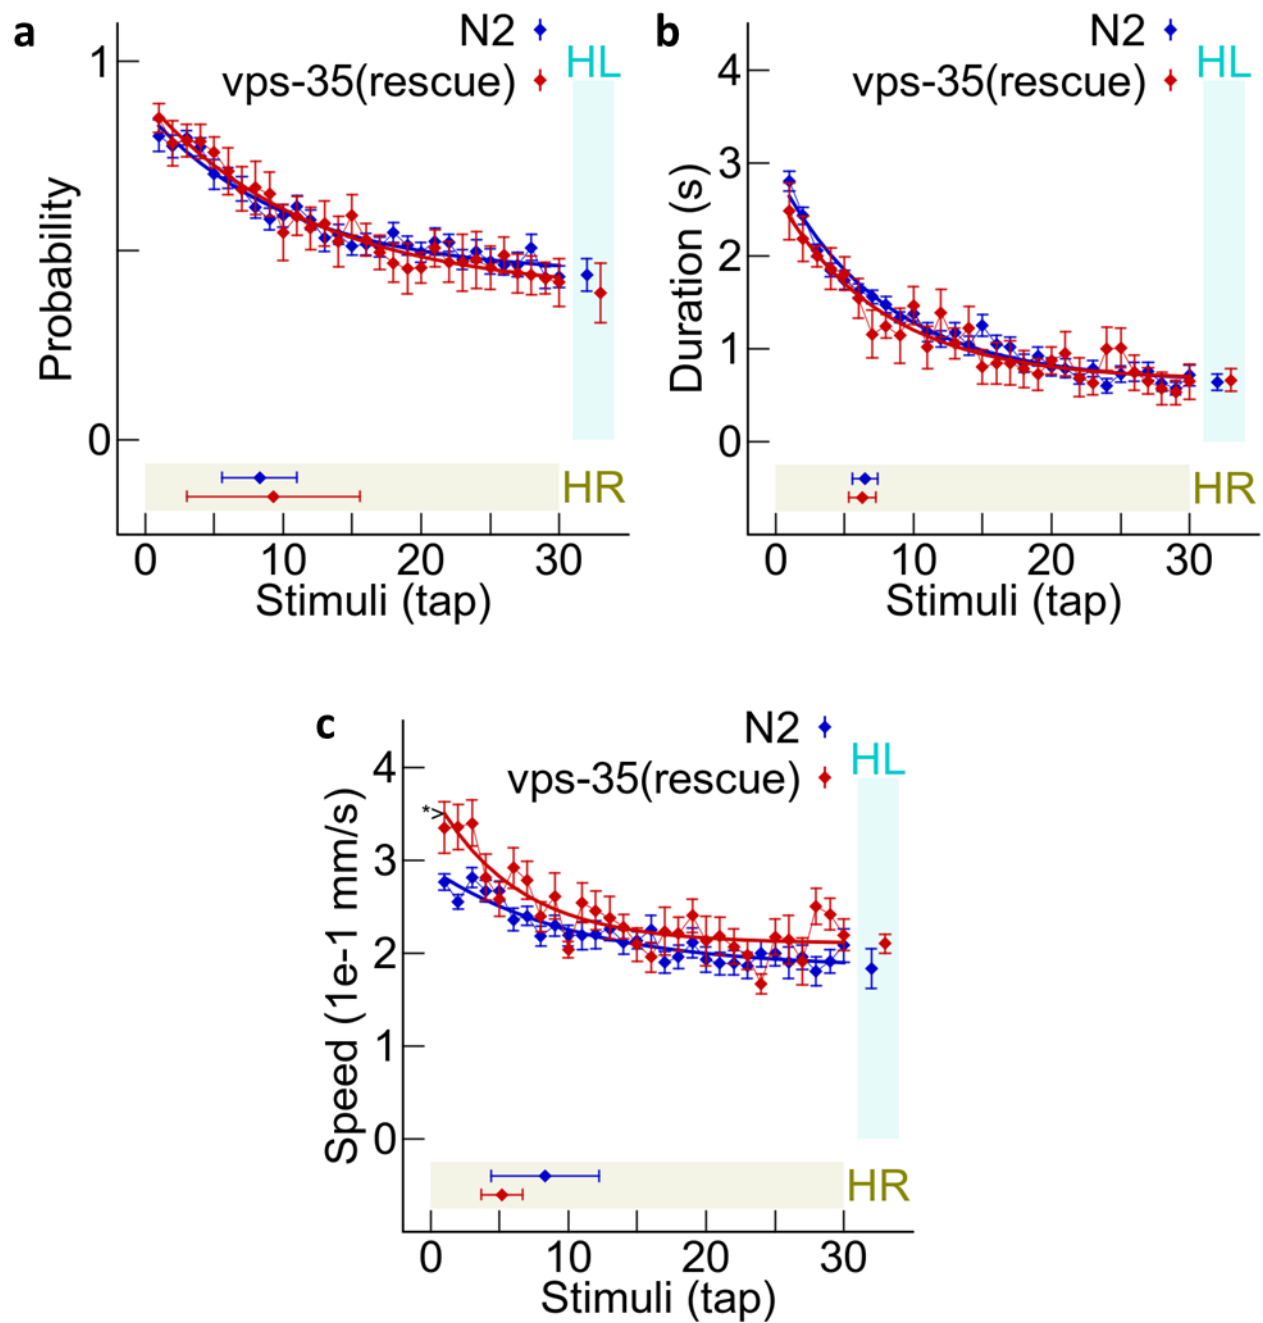 a
N2
HL
vps-35(rescue)
1
Probability
0
HR
0 10 20 30
Stimuli (tap)
b
N2
HL
vps-35(rescue)
4
3
2
1
0
Duration (s)
HR
0 10 20 30
Stimuli (tap)
c
N2
HL
vps-35(rescue)
4
*>
3
2
1
0
Speed (1e-1 mm/s)
HR
0 10 20 30
Stimuli (tap)